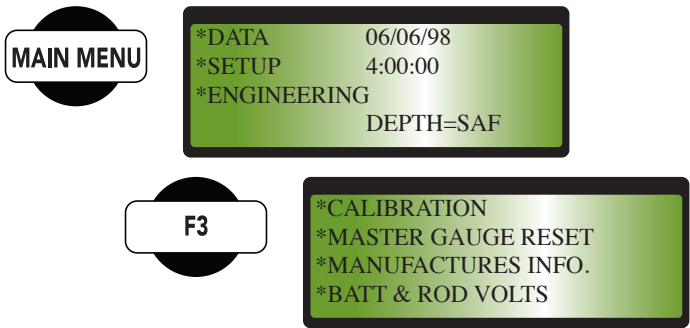 MAIN MENU
*DATA 06/06/98
*SETUP 4:00:00
*ENGINEERING
DEPTH=SAF
F3
*CALIBRATION
*MASTER GAUGE RESET
*MANUFACTURES INFO.
*BATT & ROD VOLTS